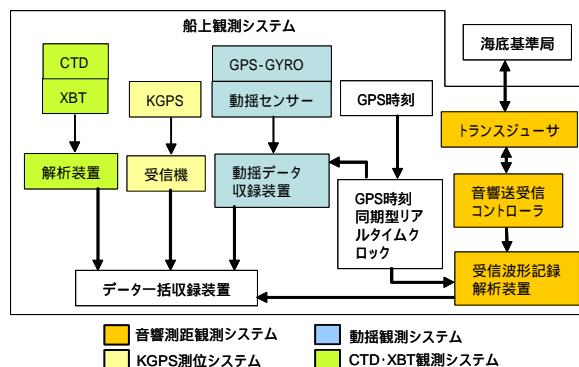 船上観測システム
海底基準局
CTD
XBT
KGPS
GPS-GYRO
動揺センサー
GPS時刻
トランスジューサ
解析装置
受信機
動揺データ
収録装置
GPS時刻
同期型リア
ルタイムク
ロック
音響送受信
コントローラ
データ一括収録装置
受信波形記録
解析装置
音響測距観測システム
動揺観測システム
KGPS測位システム
CTD･XBT観測システム